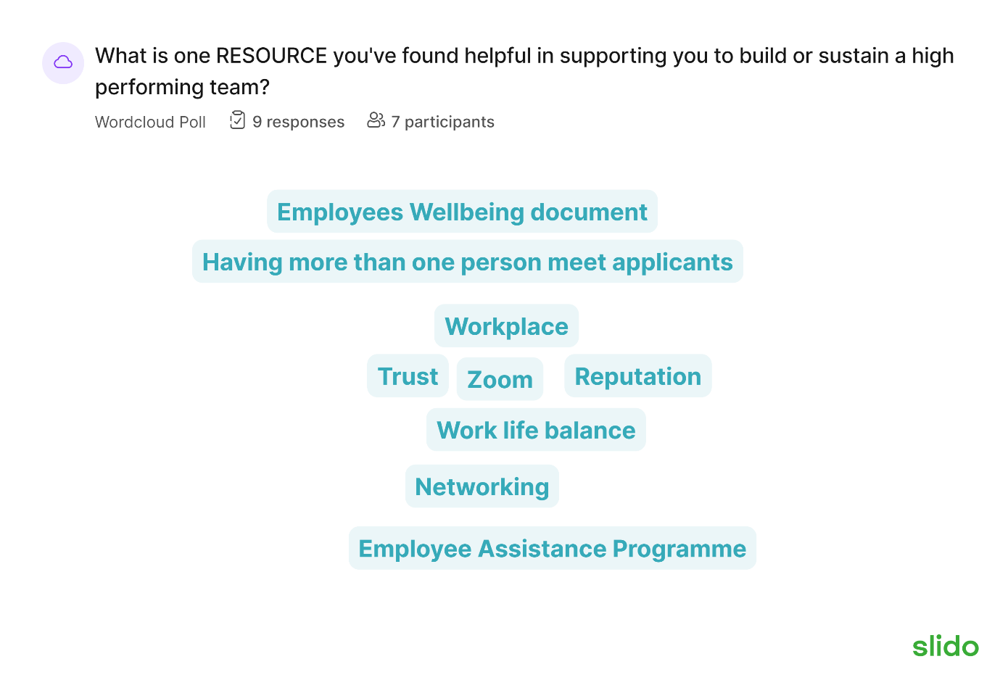 What is one RESOURCE you've found helpful in supporting you to build or sustain a high
performing team?
Wordcloud Poll 9 responses 7 participants
Employees Wellbeing document
Having more than one person meet applicants
Workplace
Trust Zoom Reputation
Work life balance
Networking
Employee Assistance Programme
slido